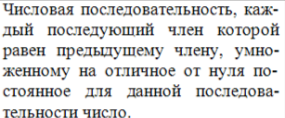 Числовая последовательность, каж-
дый последующий член которой
равен предыдущему члену, умно-
женному на отличное от нуля по-
стоянное для данной последова-
тельности число.